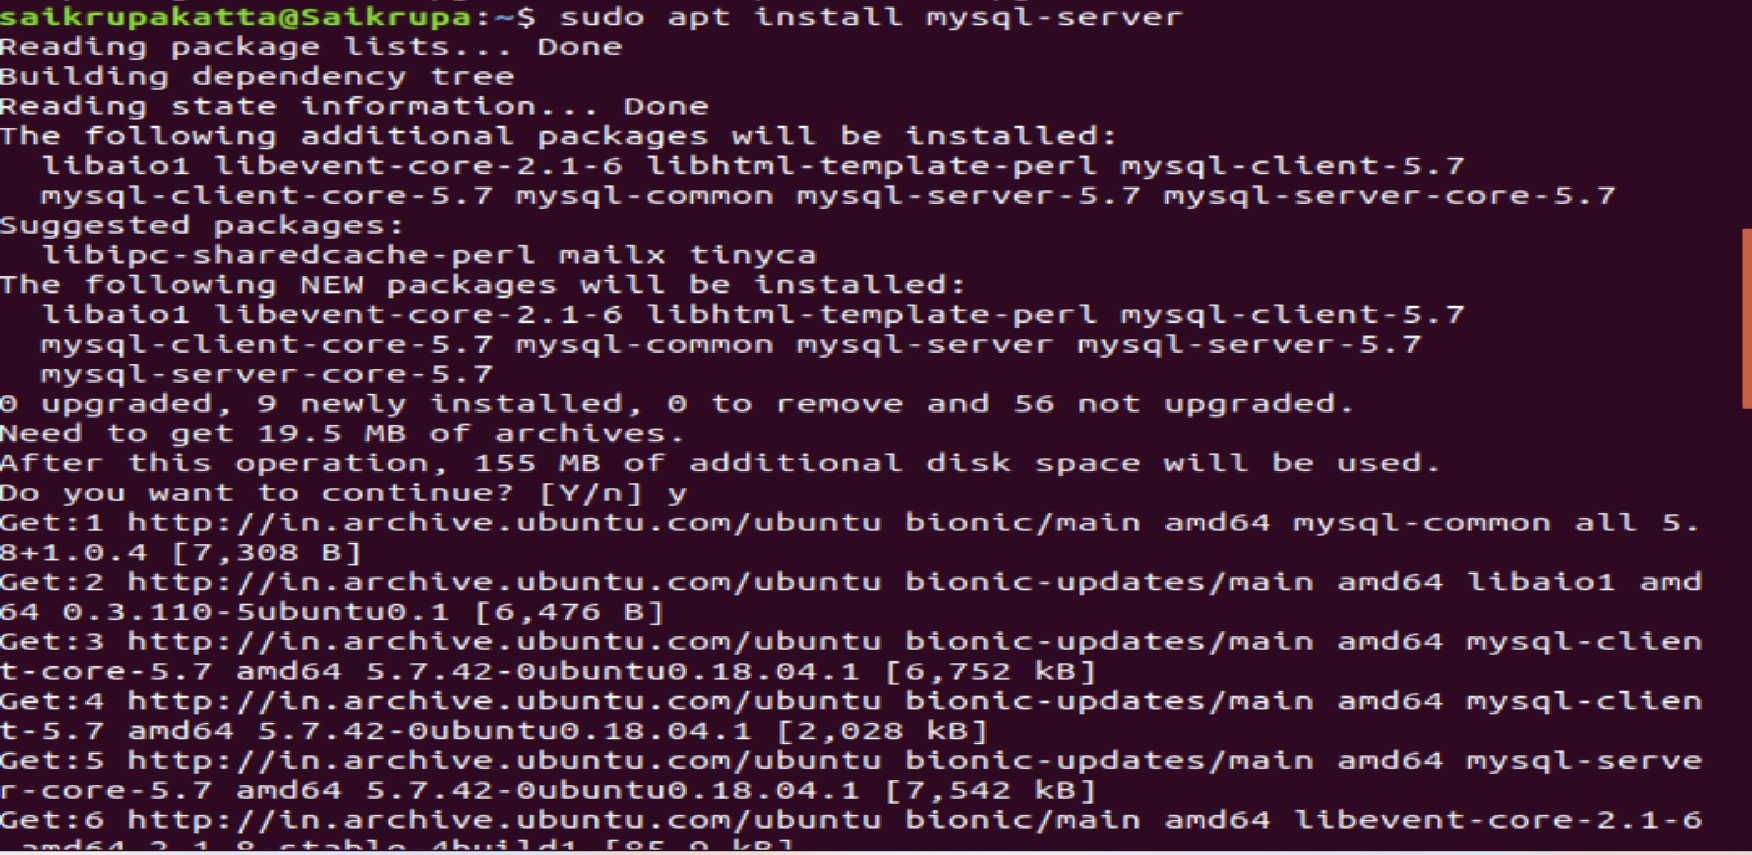 saikrupakatta@Saikrupa:~$ sudo apt install mysql-server
Reading package lists... Done
Building dependency tree
Reading state information... Done
The following additional packages will be installed:
  libaio1 libevent-core-2.1-6 libhtml-template-perl mysql-client-5.7
  mysql-client-core-5.7 mysql-common mysql-server-5.7 mysql-server-core-5.7
Suggested packages:
  libipc-sharedcache-perl mailx tinyca
The following NEW packages will be installed:
  libaio1 libevent-core-2.1-6 libhtml-template-perl mysql-client-5.7
  mysql-client-core-5.7 mysql-common mysql-server mysql-server-5.7
  mysql-server-core-5.7
0 upgraded, 9 newly installed, 0 to remove and 56 not upgraded.
Need to get 19.5 MB of archives.
After this operation, 155 MB of additional disk space will be used.
Do you want to continue? [Y/n] y
Get:1 http://in.archive.ubuntu.com/ubuntu bionic/main amd64 mysql-common all 5.
8+1.0.4 [7,308 B]
Get:2 http://in.archive.ubuntu.com/ubuntu bionic-updates/main amd64 libaio1 amd
64 0.3.110-5ubuntu0.1 [6,476 B]
Get:3 http://in.archive.ubuntu.com/ubuntu bionic-updates/main amd64 mysql-clien
t-core-5.7 amd64 5.7.42-0ubuntu0.18.04.1 [6,752 kB]
Get:4 http://in.archive.ubuntu.com/ubuntu bionic-updates/main amd64 mysql-clien
t-5.7 amd64 5.7.42-0ubuntu0.18.04.1 [2,028 kB]
Get:5 http://in.archive.ubuntu.com/ubuntu bionic-updates/main amd64 mysql-serve
r-core-5.7 amd64 5.7.42-0ubuntu0.18.04.1 [7,542 kB]
Get:6 http://in.archive.ubuntu.com/ubuntu bionic/main amd64 libevent-core-2.1-6
 amd64 2.1.8-stable-4build1 [85.9 kB]